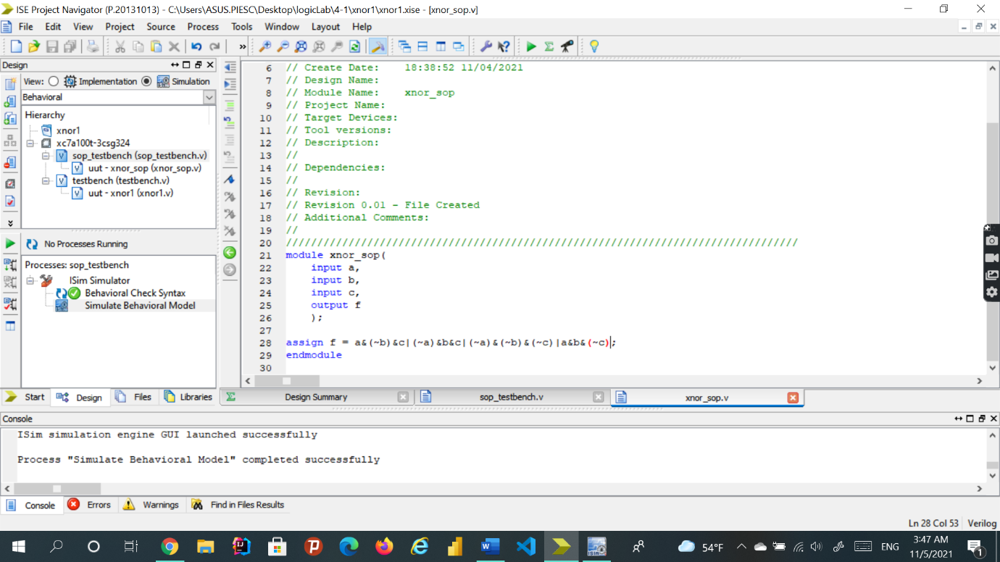 ISE Project Navigator (P.20131013) - C:\Users\ASUS.PIESC\Desktop\logicLab\4-1\xnor1\xnor1.xise - [xnor_sop.v]
File Edit View Project Source Process Tools Window Layout Help
Design
View: Implementation Simulation
Behavioral
Hierarchy
xnor1
xc7a100t-3csg324
sop_testbench (sop_testbench.v)
uut - xnor_sop (xnor_sop.v)
testbench (testbench.v)
uut - xnor1 (xnor1.v)
No Processes Running
Processes: sop_testbench
ISim Simulator
Behavioral Check Syntax
Simulate Behavioral Model
Start Design Files Libraries
6 // Create Date: 18:38:52 11/04/2021
7 // Design Name:
8 // Module Name: xnor_sop
9 // Project Name:
10 // Target Devices:
11 // Tool versions:
12 // Description:
13 //
14 // Dependencies:
15 //
16 // Revision:
17 // Revision 0.01 - File Created
18 // Additional Comments:
19 //
20 //////////////////////////////////////////////////////////////////////////////////
21 module xnor_sop(
22 input a,
23 input b,
24 input c,
25 output f
26 );
27
28 assign f = a&(~b)&c|(~a)&b&c|(~a)&(~b)&(~c)|a&b&(~c);
29 endmodule
30
Design Summary sop_testbench.v xnor_sop.v
Console
ISim simulation engine GUI launched successfully
Process "Simulate Behavioral Model" completed successfully
Console Errors Warnings Find in Files Results
Ln 28 Col 53 Verilog
54°F ENG 3:47 AM
11/5/2021
1